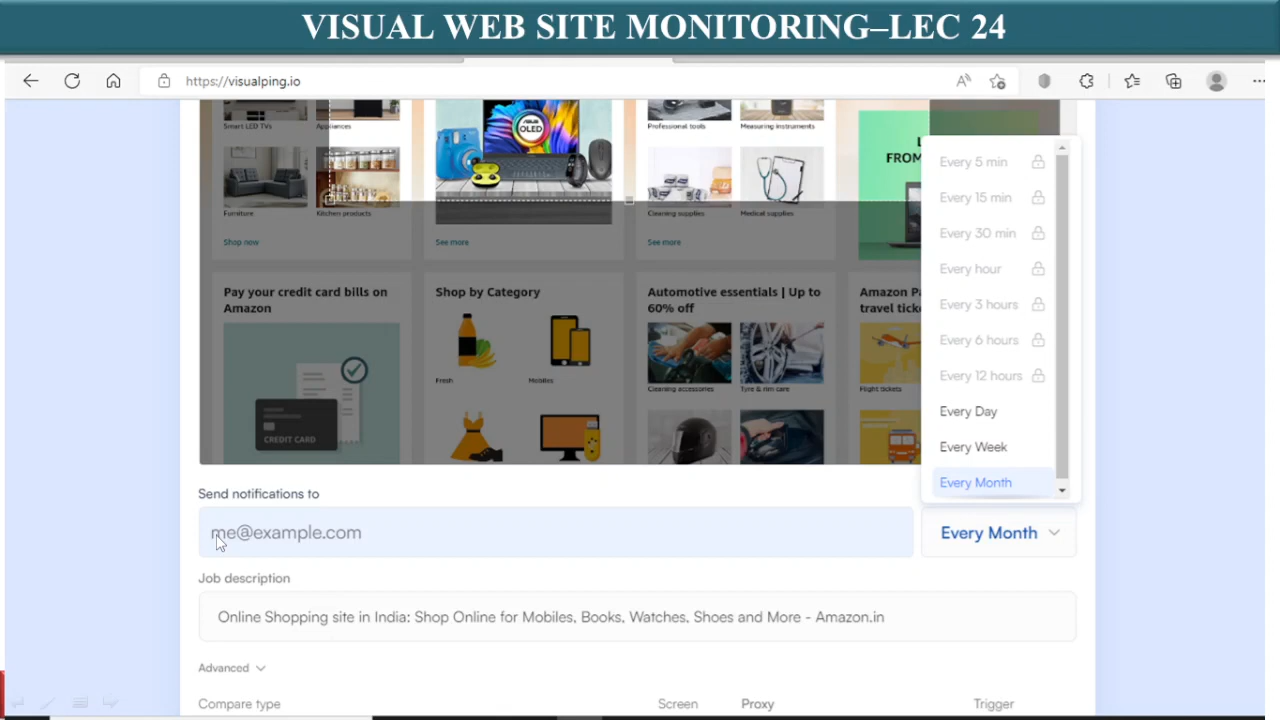 VISUAL WEB SITE MONITORING–LEC 24
https://visualping.io
Smart LED TVs
Appliances
Professional tools
Measuring instruments
OLED
FROM
Furniture
Kitchen products
Cleaning supplies
Medical supplies
Shop now
See more
See more
Pay your credit card bills on
Amazon
Shop by Category
Automotive essentials | Up to
60% off
Amazon Pa
travel ticke
Fresh
Mobiles
Cleaning accessories
Tyre & rim care
Flight tickets
CREDIT CARD
Every 5 min
Every 15 min
Every 30 min
Every hour
Every 3 hours
Every 6 hours
Every 12 hours
Every Day
Every Week
Every Month
Send notifications to
me@example.com
Every Month
Job description
Online Shopping site in India: Shop Online for Mobiles, Books, Watches, Shoes and More - Amazon.in
Advanced
Compare type
Screen
Proxy
Trigger